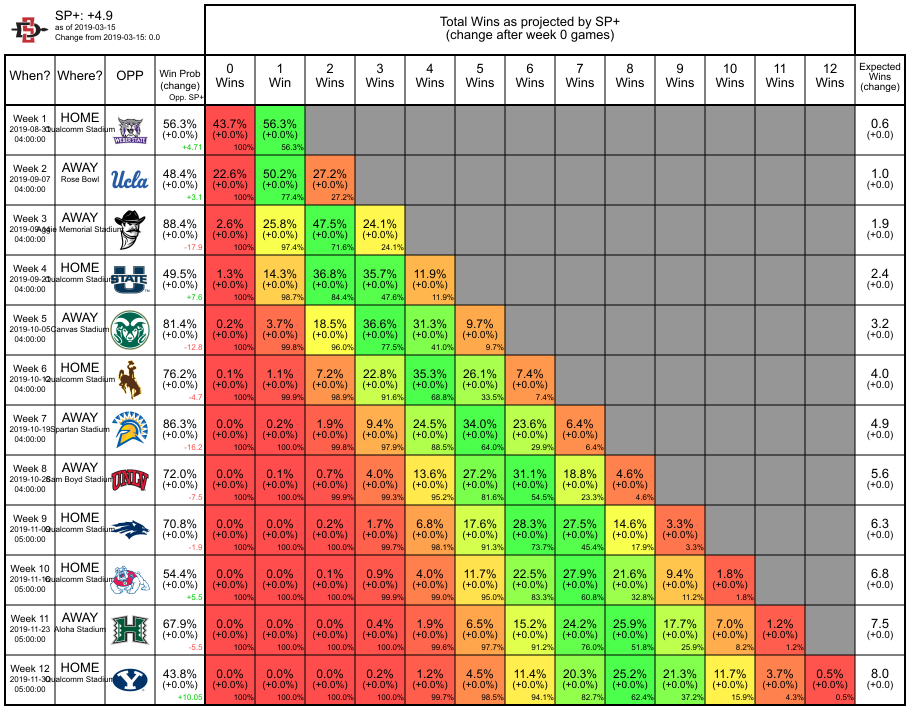 SP+: +4.9
as of 2019-03-15
Change from 2019-03-15: 0.0
Total Wins as projected by SP+
(change after week 0 games)
When? Where? OPP Win Prob (change) Opp. SP+ 0 Wins 1 Win 2 Wins 3 Wins 4 Wins 5 Wins 6 Wins 7 Wins 8 Wins 9 Wins 10 Wins 11 Wins 12 Wins Expected Wins (change)
Week 1 HOME 56.3% 43.7% 56.3% 0.6
2019-08-31 Qualcomm Stadium WEBER STATE (+0.0%) (+0.0%) (+0.0%) (+0.0)
04:00:00 +4.71 100% 56.3%
Week 2 AWAY 48.4% 22.6% 50.2% 27.2% 1.0
2019-09-07 Rose Bowl Ucla (+0.0%) (+0.0%) (+0.0%) (+0.0%) (+0.0)
04:00:00 +3.1 100% 77.4% 27.2%
Week 3 AWAY 88.4% 2.6% 25.8% 47.5% 24.1% 1.9
2019-09-14 Aggie Memorial Stadium (+0.0%) (+0.0%) (+0.0%) (+0.0%) (+0.0%) (+0.0)
04:00:00 -17.9 100% 97.4% 71.6% 24.1%
Week 4 HOME 49.5% 1.3% 14.3% 36.8% 35.7% 11.9% 2.4
2019-09-21 Qualcomm Stadium U STATE (+0.0%) (+0.0%) (+0.0%) (+0.0%) (+0.0%) (+0.0%) (+0.0)
04:00:00 +7.6 100% 98.7% 84.4% 47.6% 11.9%
Week 5 AWAY 81.4% 0.2% 3.7% 18.5% 36.6% 31.3% 9.7% 3.2
2019-10-05 Canvas Stadium (+0.0%) (+0.0%) (+0.0%) (+0.0%) (+0.0%) (+0.0%) (+0.0%) (+0.0)
04:00:00 -12.8 100% 99.8% 96.0% 77.5% 41.0% 9.7%
Week 6 HOME 76.2% 0.1% 1.1% 7.2% 22.8% 35.3% 26.1% 7.4% 4.0
2019-10-12 Qualcomm Stadium (+0.0%) (+0.0%) (+0.0%) (+0.0%) (+0.0%) (+0.0%) (+0.0%) (+0.0%) (+0.0)
04:00:00 -4.7 100% 99.9% 98.9% 91.6% 68.8% 33.5% 7.4%
Week 7 AWAY 86.3% 0.0% 0.2% 1.9% 9.4% 24.5% 34.0% 23.6% 6.4% 4.9
2019-10-19 Spartan Stadium (+0.0%) (+0.0%) (+0.0%) (+0.0%) (+0.0%) (+0.0%) (+0.0%) (+0.0%) (+0.0%) (+0.0)
04:00:00 -16.2 100% 100.0% 99.8% 97.9% 88.5% 64.0% 29.9% 6.4%
Week 8 AWAY 72.0% 0.0% 0.1% 0.7% 4.0% 13.6% 27.2% 31.1% 18.8% 4.6% 5.6
2019-10-26 Sam Boyd Stadium UNLV (+0.0%) (+0.0%) (+0.0%) (+0.0%) (+0.0%) (+0.0%) (+0.0%) (+0.0%) (+0.0%) (+0.0%) (+0.0)
04:00:00 -7.5 100% 100.0% 99.9% 99.3% 95.2% 81.6% 54.5% 23.3% 4.6%
Week 9 HOME 70.8% 0.0% 0.0% 0.2% 1.7% 6.8% 17.6% 28.3% 27.5% 14.6% 3.3% 6.3
2019-11-09 Qualcomm Stadium (+0.0%) (+0.0%) (+0.0%) (+0.0%) (+0.0%) (+0.0%) (+0.0%) (+0.0%) (+0.0%) (+0.0%) (+0.0%) (+0.0)
05:00:00 -1.9 100% 100.0% 100.0% 99.7% 98.1% 91.3% 73.7% 45.4% 17.9% 3.3%
Week 10 HOME 54.4% 0.0% 0.0% 0.1% 0.9% 4.0% 11.7% 22.5% 27.9% 21.6% 9.4% 1.8% 6.8
2019-11-16 Qualcomm Stadium (+0.0%) (+0.0%) (+0.0%) (+0.0%) (+0.0%) (+0.0%) (+0.0%) (+0.0%) (+0.0%) (+0.0%) (+0.0%) (+0.0%) (+0.0)
05:00:00 +5.5 100% 100.0% 100.0% 99.9% 99.0% 95.0% 83.3% 60.8% 32.8% 11.2% 1.8%
Week 11 AWAY 67.9% 0.0% 0.0% 0.0% 0.4% 1.9% 6.5% 15.2% 24.2% 25.9% 17.7% 7.0% 1.2% 7.5
2019-11-23 Aloha Stadium H (+0.0%) (+0.0%) (+0.0%) (+0.0%) (+0.0%) (+0.0%) (+0.0%) (+0.0%) (+0.0%) (+0.0%) (+0.0%) (+0.0%) (+0.0%) (+0.0)
05:00:00 -5.5 100% 100.0% 100.0% 100.0% 99.6% 97.7% 91.2% 76.0% 51.8% 25.9% 8.2% 1.2%
Week 12 HOME 43.8% 0.0% 0.0% 0.0% 0.2% 1.2% 4.5% 11.4% 20.3% 25.2% 21.3% 11.7% 3.7% 0.5% 8.0
2019-11-30 Qualcomm Stadium Y (+0.0%) (+0.0%) (+0.0%) (+0.0%) (+0.0%) (+0.0%) (+0.0%) (+0.0%) (+0.0%) (+0.0%) (+0.0%) (+0.0%) (+0.0%) (+0.0%) (+0.0)
05:00:00 +10.05 100% 100.0% 100.0% 100.0% 99.7% 98.5% 94.1% 82.7% 62.4% 37.2% 15.9% 4.3% 0.5%